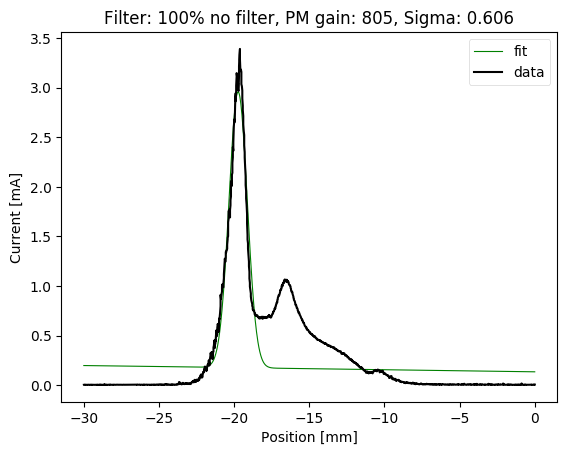 Filter: 100% no filter, PM gain: 805, Sigma: 0.606
fit
data
3.5
3.0
2.5
2.0
1.5
1.0
0.5
0.0
Current [mA]
−30 −25 −20 −15 −10 −5 0
Position [mm]